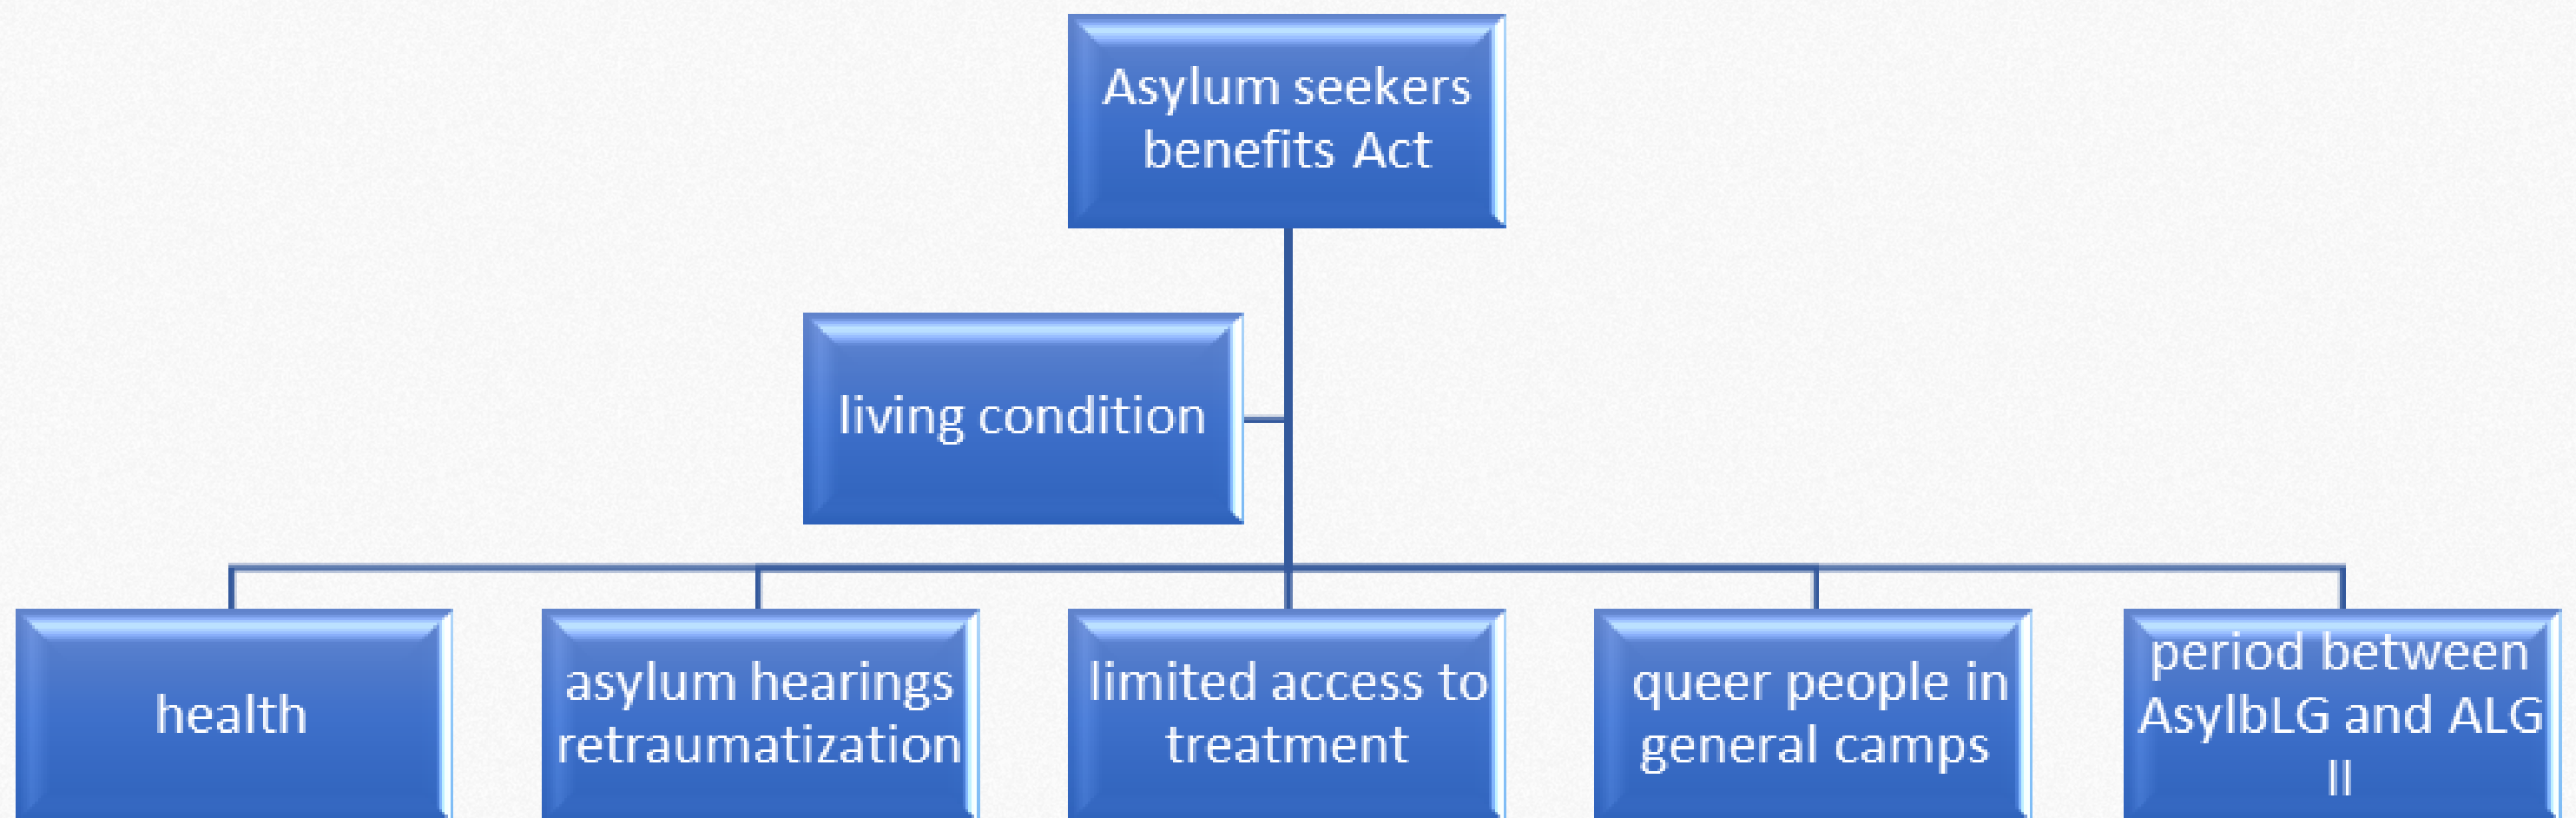 Asylum seekers
benefits Act
living condition
health
asylum hearings
retraumatization
limited access to
treatment
queer people in
general camps
period between
AsylbLG and ALG
II